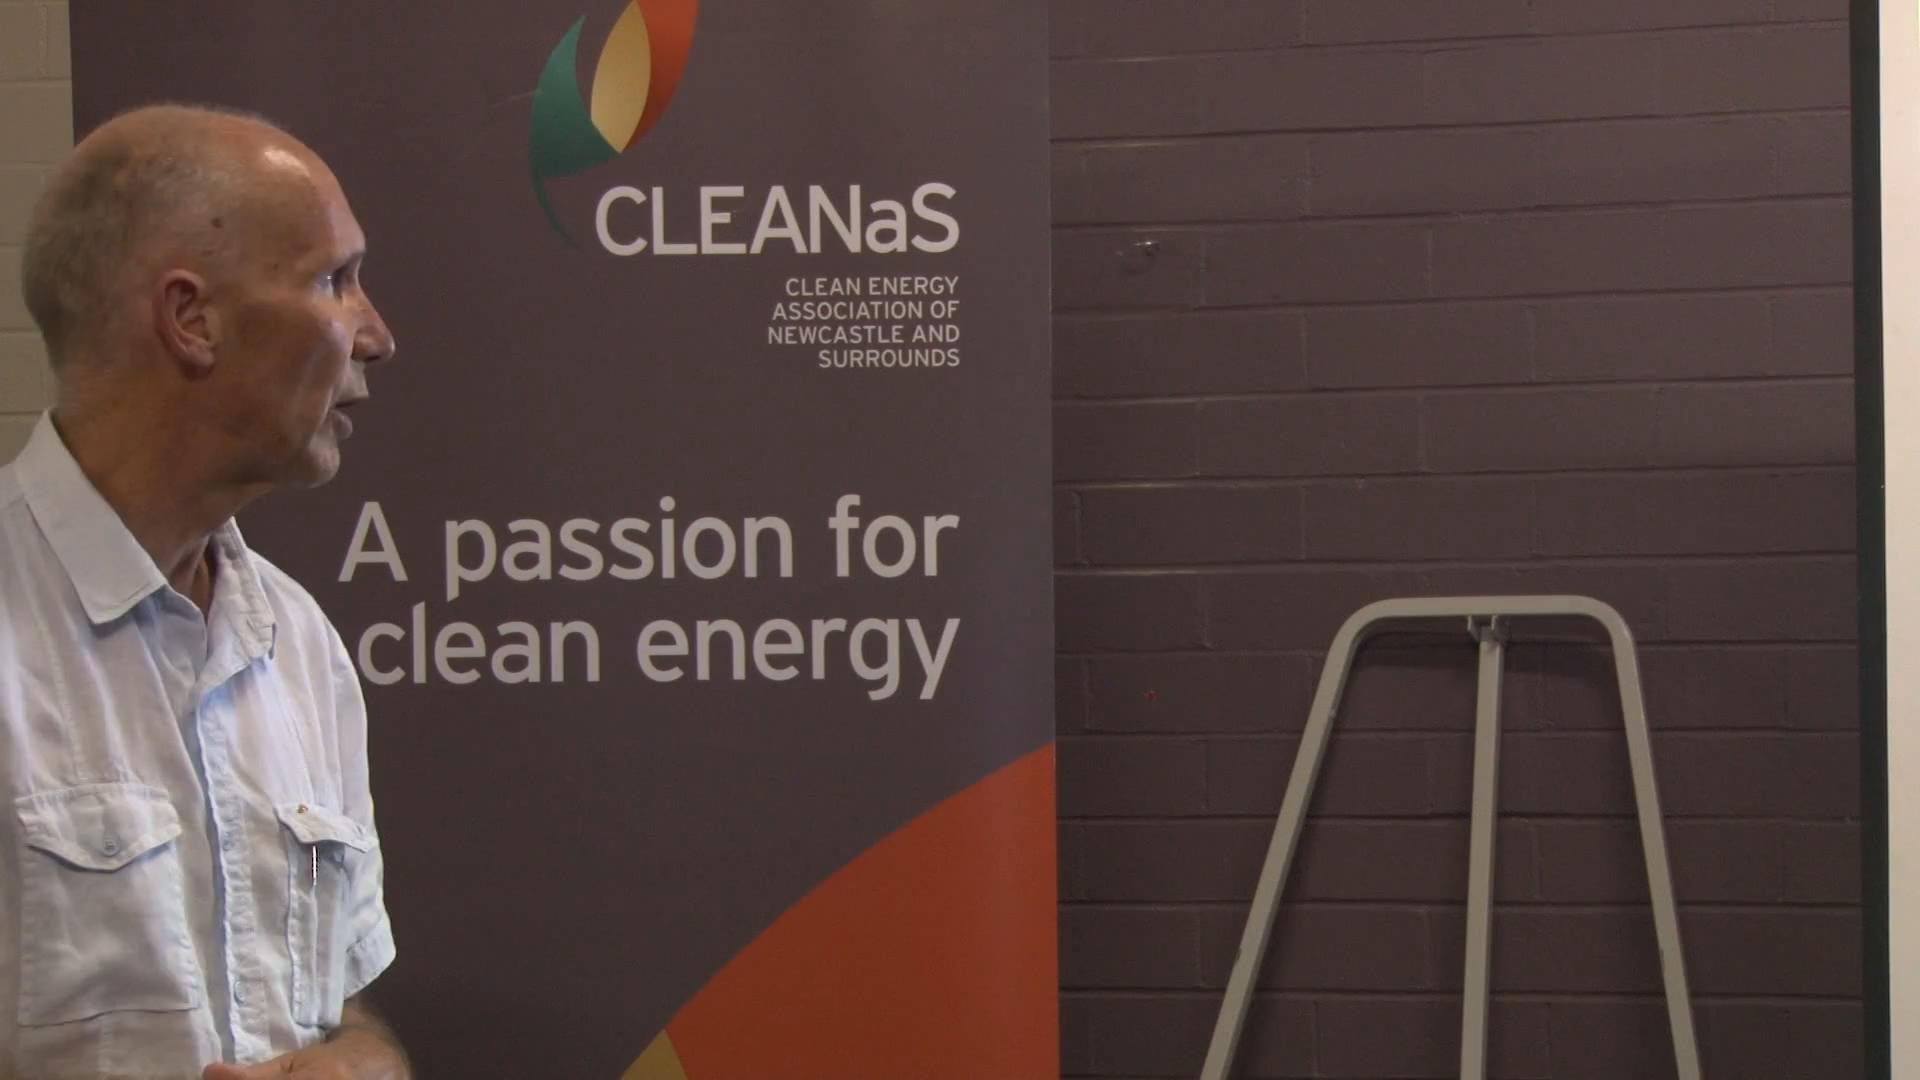 CLEANaS
CLEAN ENERGY
ASSOCIATION OF
NEWCASTLE AND
SURROUNDS
A passion for
clean energy